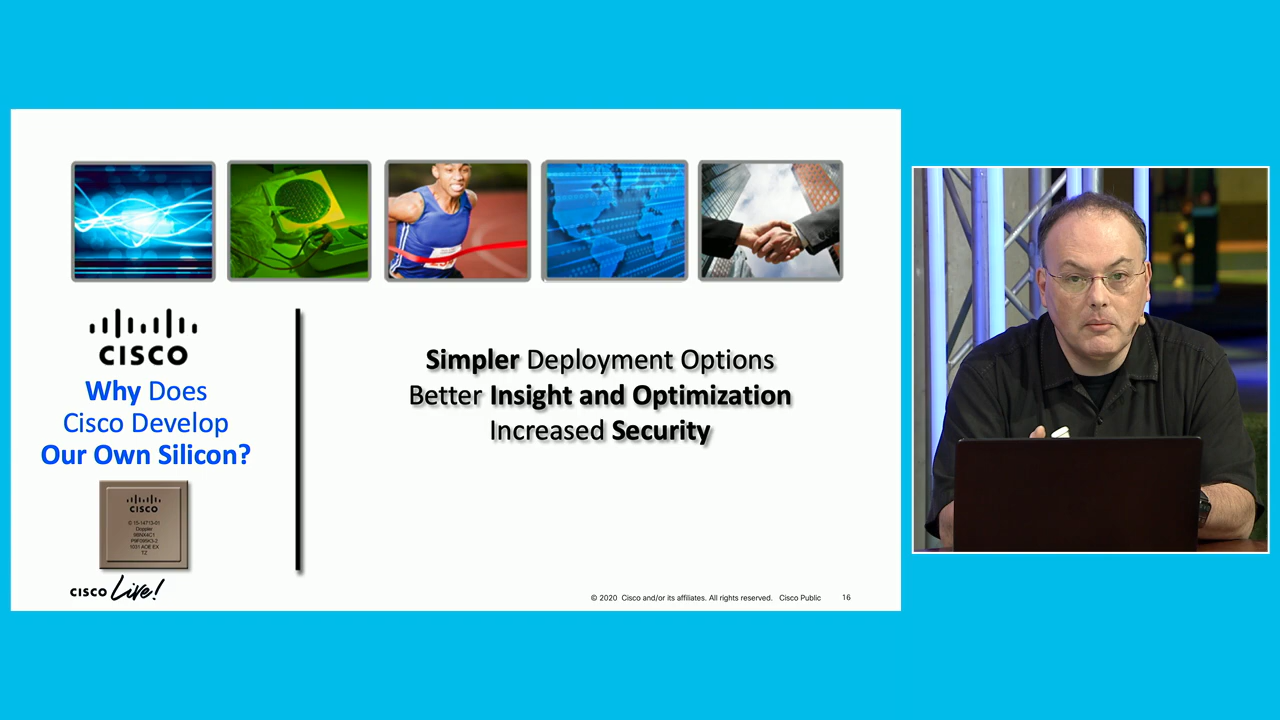 CISCO
Why Does
Cisco Develop
Our Own Silicon?
Simpler Deployment Options
Better Insight and Optimization
Increased Security
CISCO
Doppler
TZ
CISCO Live!
© 2020 Cisco and/or its affiliates. All rights reserved. Cisco Public
16